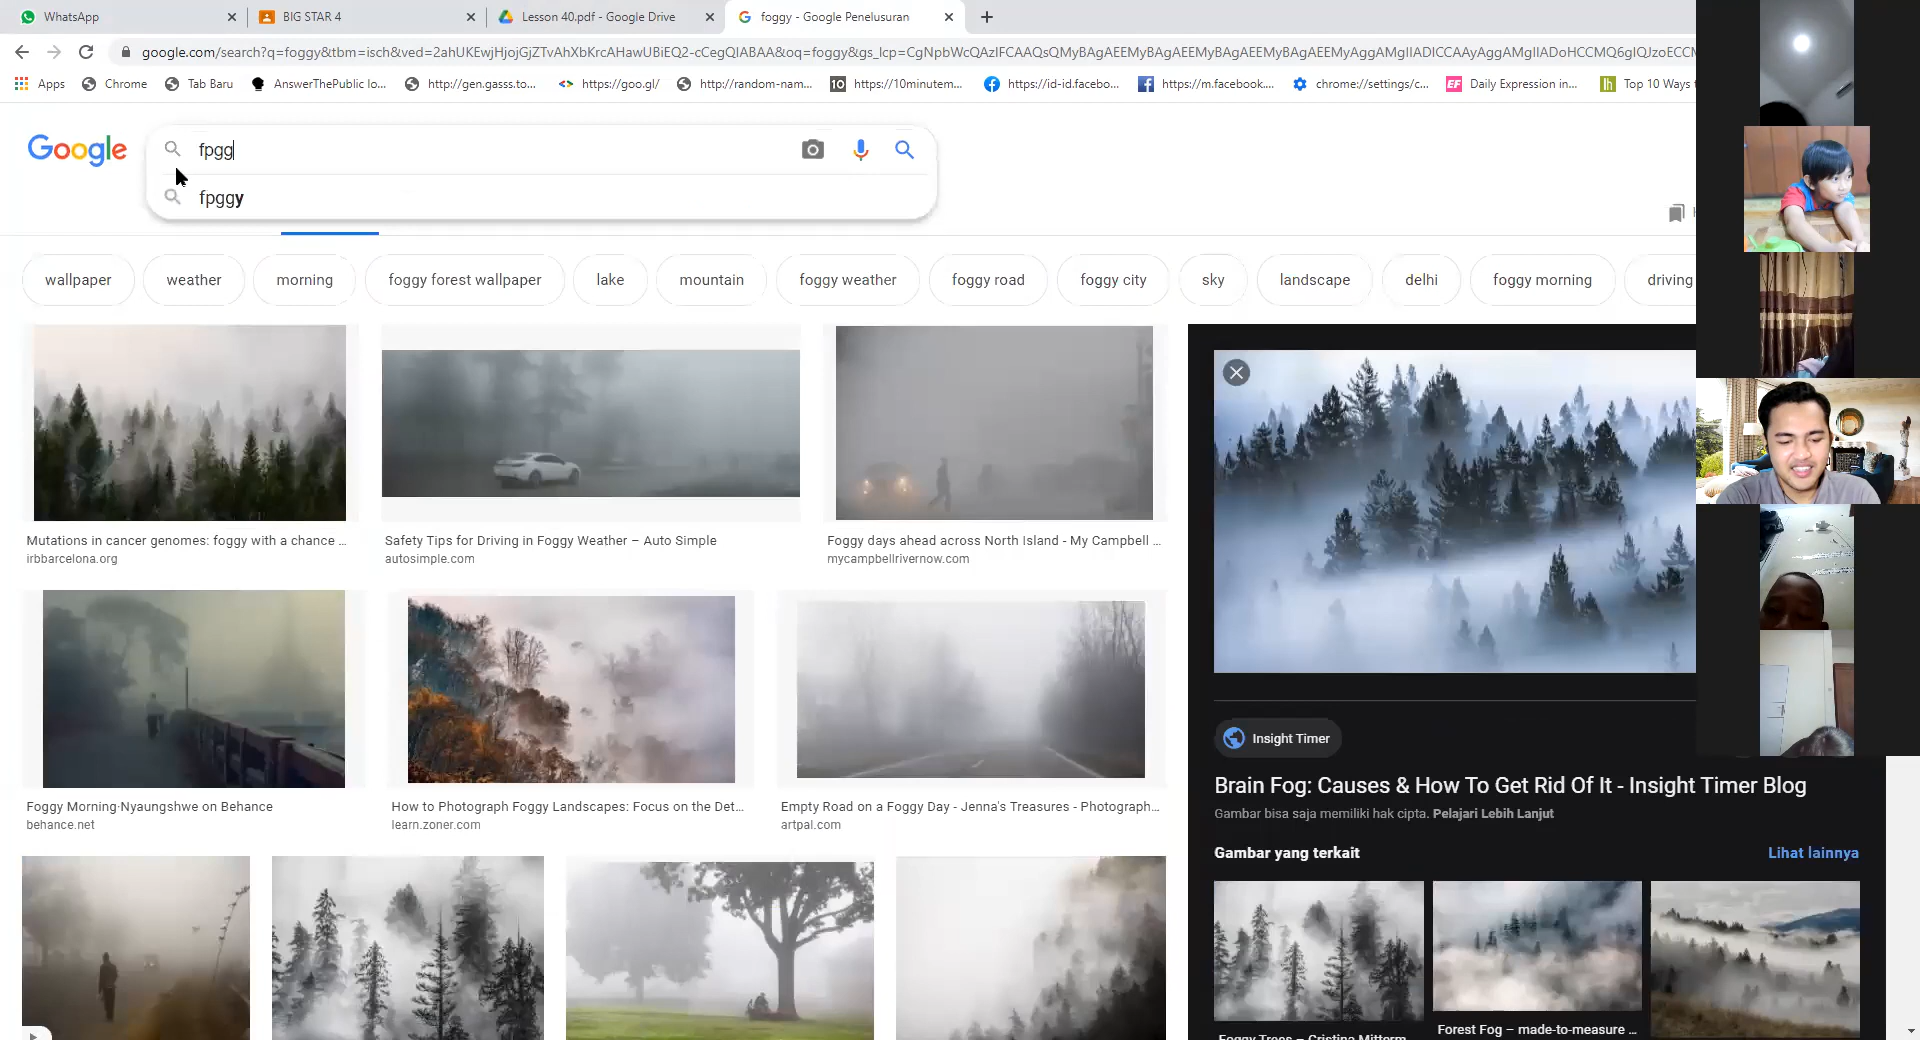 WhatsApp
BIG STAR 4
Lesson 40.pdf - Google Drive
foggy - Google Penelusuran
google.com/search?q=foggy&tbm=isch&ved=2ahUKEwjHjojGjZTvAhXbKrcAHawUBiEQ2-cCegQIABAA&oq=foggy&gs_lcp=CgNpbWcQAzIFCAAQsQMyBAgAEEMyBAgAEEMyBAgAEEMyBAgAEEMyAggAMgIIADICCAAyAggAMgIIADoHCCMQ6gIQJzoECCM
Apps
Chrome
Tab Baru
AnswerThePublic lo...
http://gen.gasss.to...
https://goo.gl/
http://random-nam...
10 https://10minutem...
https://id-id.facebo...
https://m.facebook....
chrome://settings/c...
EF Daily Expression in...
lh Top 10 Ways
Google
fpgg
fpggy
wallpaper
weather
morning
foggy forest wallpaper
lake
mountain
foggy weather
foggy road
foggy city
sky
landscape
delhi
foggy morning
driving
Mutations in cancer genomes: foggy with a chance ...
irbbarcelona.org
Safety Tips for Driving in Foggy Weather – Auto Simple
autosimple.com
Foggy days ahead across North Island - My Campbell ...
mycampbellrivernow.com
Foggy Morning·Nyaungshwe on Behance
behance.net
How to Photograph Foggy Landscapes: Focus on the Det...
learn.zoner.com
Empty Road on a Foggy Day - Jenna's Treasures - Photograph...
artpal.com
Insight Timer
Brain Fog: Causes & How To Get Rid Of It - Insight Timer Blog
Gambar bisa saja memiliki hak cipta. Pelajari Lebih Lanjut
Gambar yang terkait
Lihat lainnya
Foggy Trees – Cristina Mitterm...
Forest Fog – made-to-measure ...